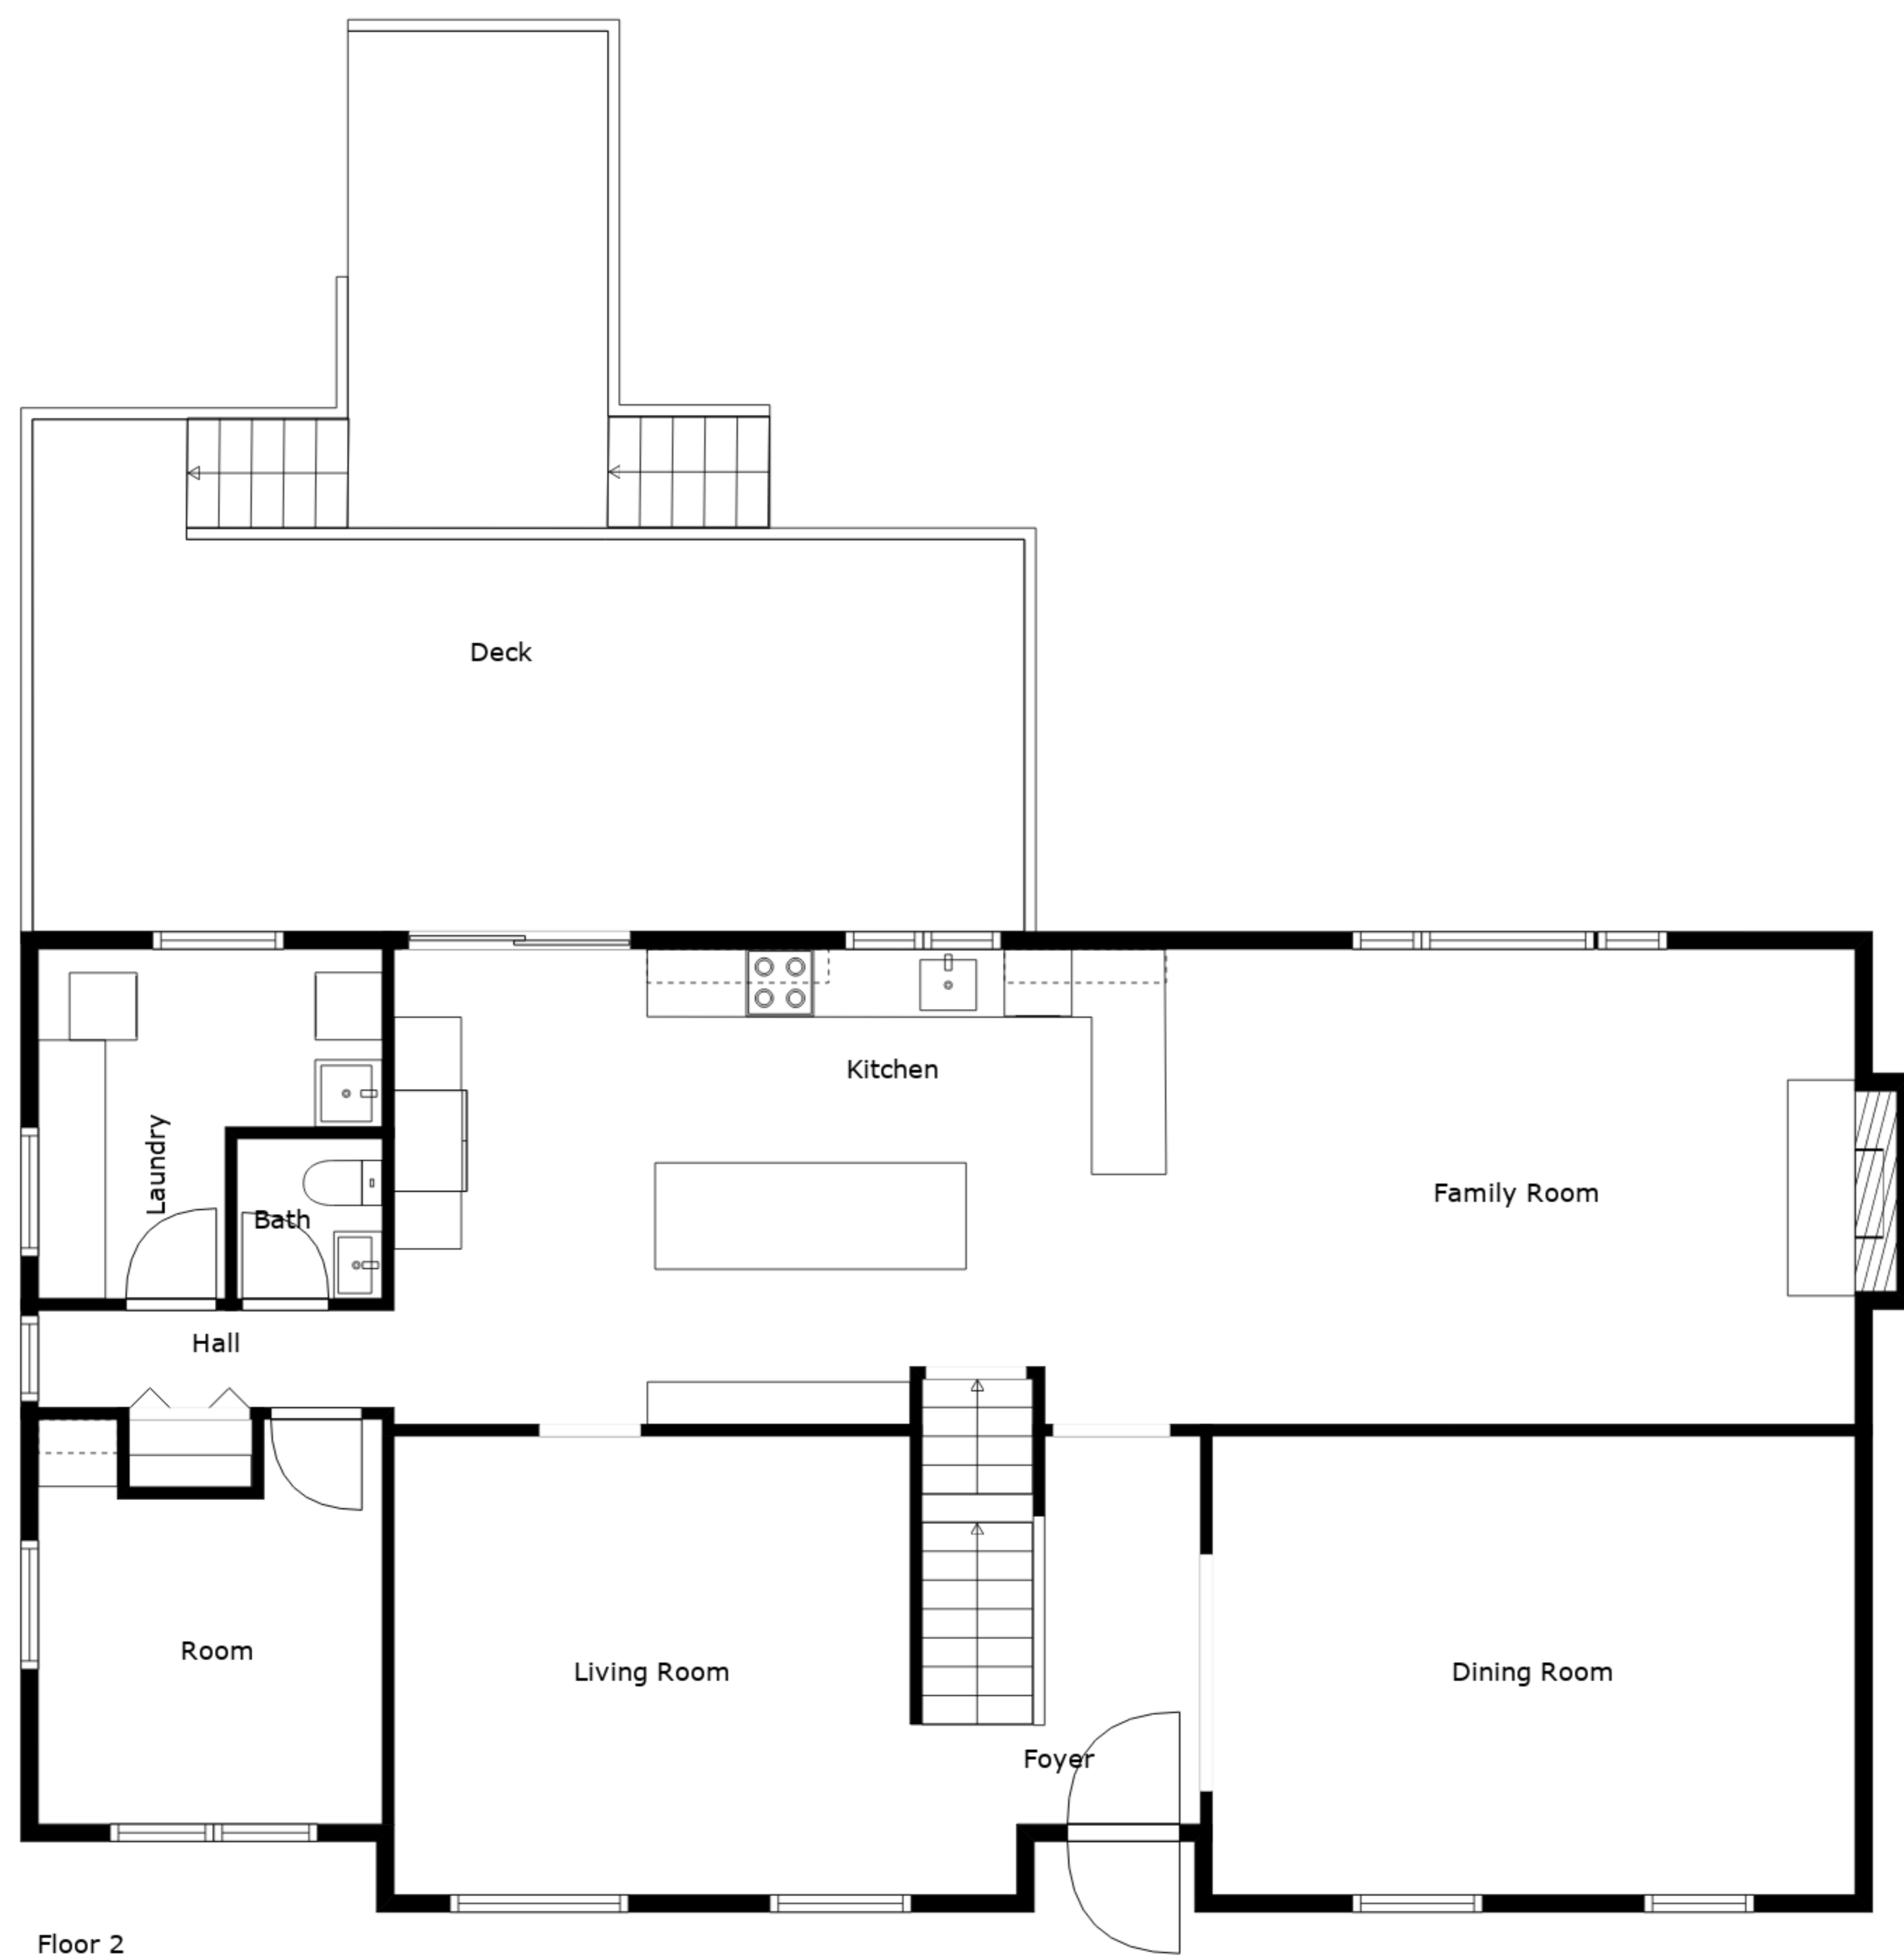 Deck
Kitchen
Laundry
Family Room
Bath
Hall
Room
Living Room
Dining Room
Foyer
Floor 2